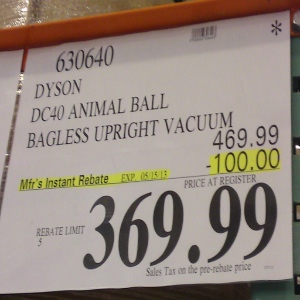 *
630640
DYSON
DC40 ANIMAL BALL
BAGLESS UPRIGHT VACUUM
469.99
-100.00
Mfr's Instant Rebate EXP. 05/15/13
PRICE AT REGISTER
REBATE LIMIT
5
369.99
Sales Tax on the pre-rebate price